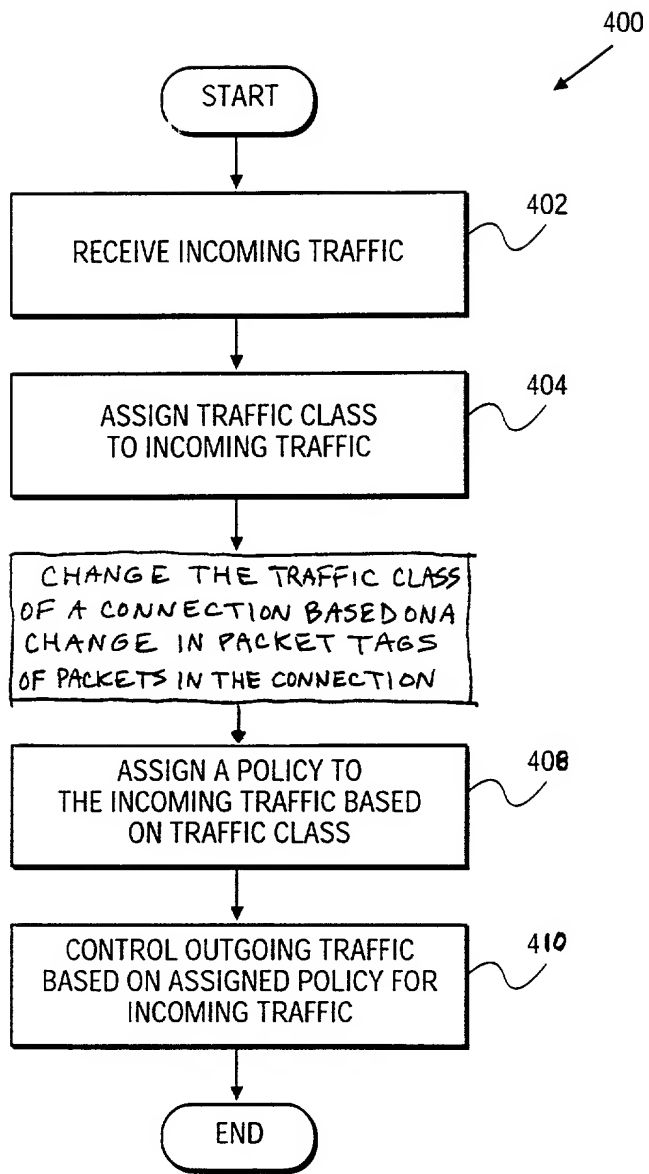 400
START
402
RECEIVE INCOMING TRAFFIC
404
ASSIGN TRAFFIC CLASS
TO INCOMING TRAFFIC
CHANGE THE TRAFFIC CLASS
OF A CONNECTION BASED ON A
CHANGE IN PACKET TAGS
OF PACKETS IN THE CONNECTION
408
ASSIGN A POLICY TO
THE INCOMING TRAFFIC BASED
ON TRAFFIC CLASS
410
CONTROL OUTGOING TRAFFIC
BASED ON ASSIGNED POLICY FOR
INCOMING TRAFFIC
END